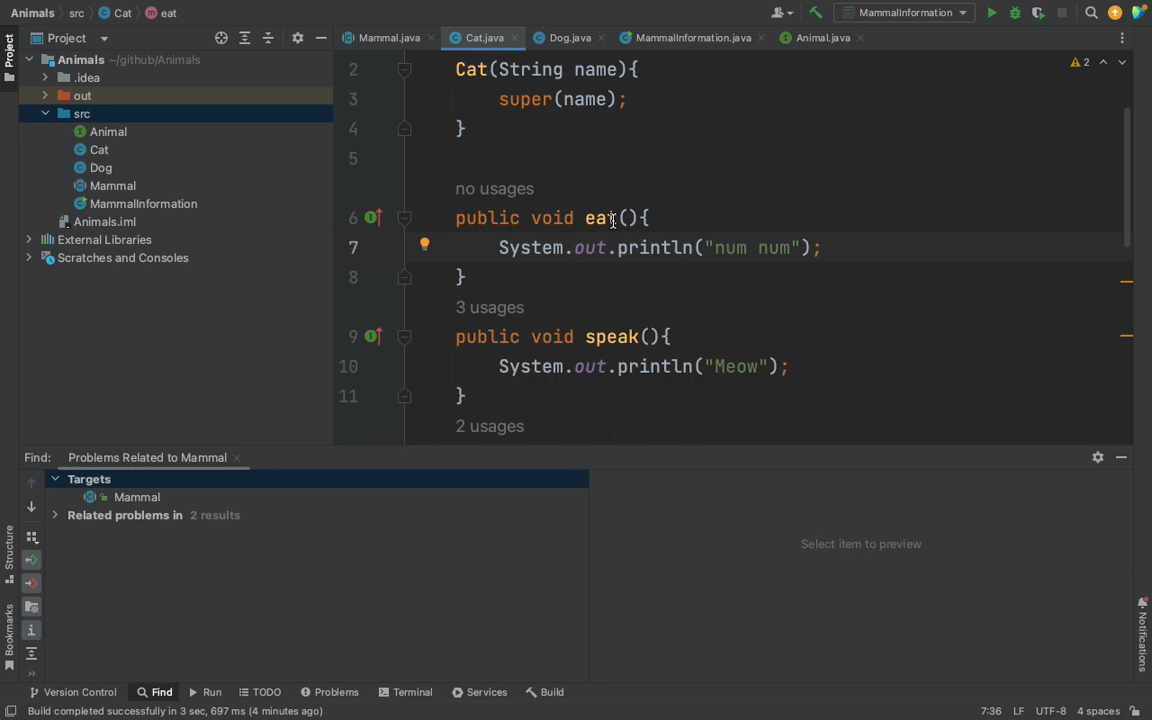 Animals src Cat eat
MammalInformation
Project
Mammal.java Cat.java Dog.java MammalInformation.java Animal.java
Project
Animals ~/github/Animals
.idea
out
src
Animal
Cat
Dog
Mammal
MammalInformation
Animals.iml
External Libraries
Scratches and Consoles
2
2 Cat(String name){
3 super(name);
4 }
5
no usages
6 public void eat(){
7 System.out.println("num num");
8 }
3 usages
9 public void speak(){
10 System.out.println("Meow");
11 }
2 usages
Find: Problems Related to Mammal
Targets
Mammal
Related problems in 2 results
Select item to preview
Structure
Bookmarks
Notifications
Version Control Find Run TODO Problems Terminal Services Build
Build completed successfully in 3 sec, 697 ms (4 minutes ago) 7:36 LF UTF-8 4 spaces